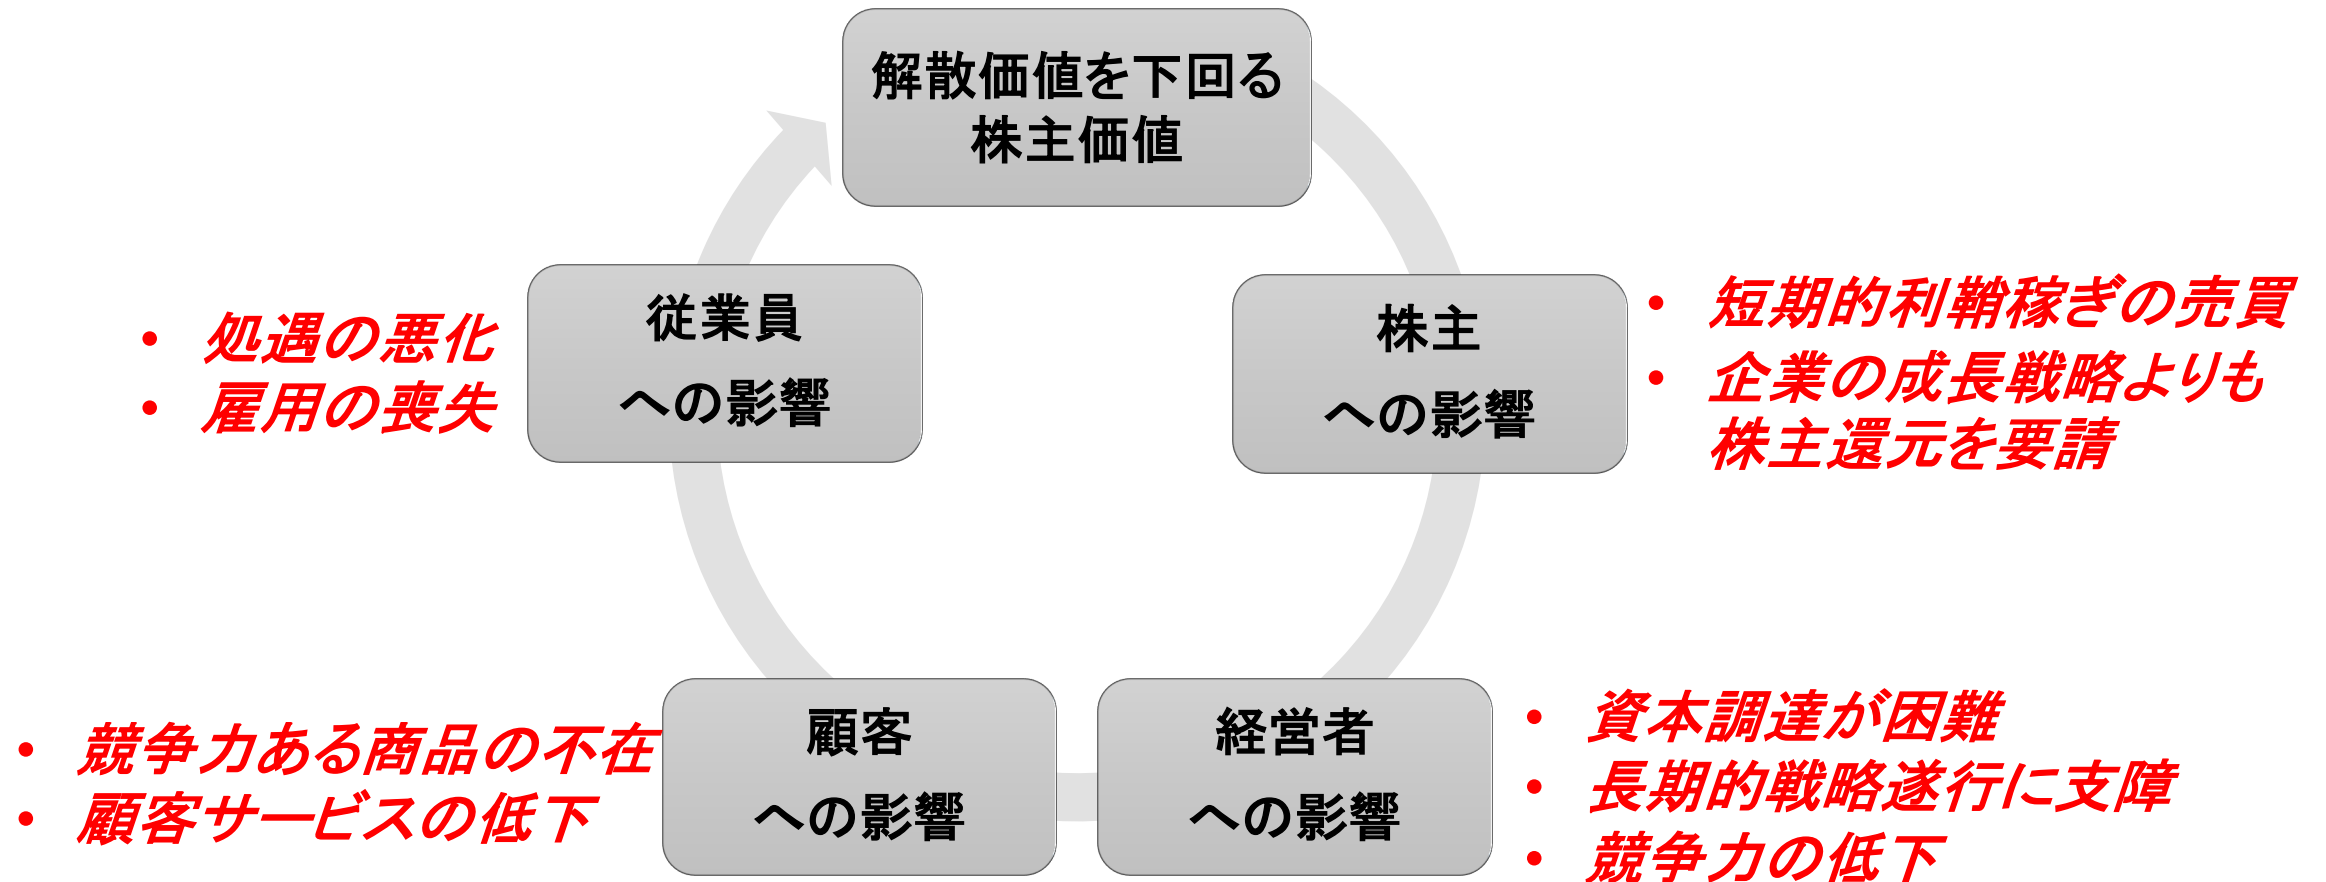 解散価値を下回る
株主価値
株主
への影響
• 短期的利鞘稼ぎの売買
• 企業の成長戦略よりも
株主還元を要請
経営者
への影響
• 資本調達が困難
• 長期的戦略遂行に支障
• 競争力の低下
顧客
への影響
• 競争力ある商品の不在
• 顧客サービスの低下
従業員
への影響
• 処遇の悪化
• 雇用の喪失